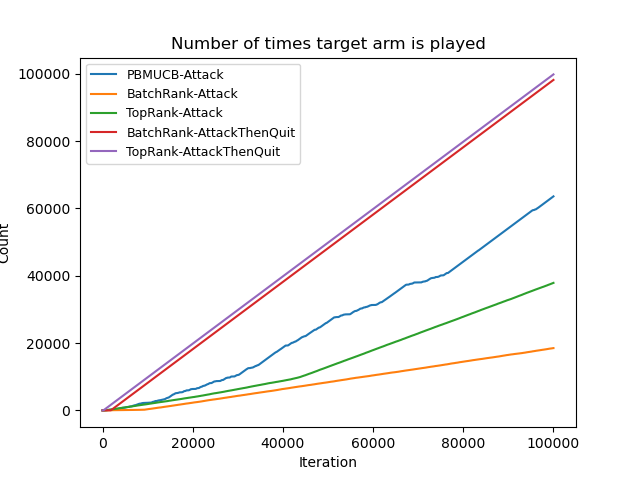 Number of times target arm is played
100000
80000
60000
40000
20000
0
Count
PBMUCB-Attack
BatchRank-Attack
TopRank-Attack
BatchRank-AttackThenQuit
TopRank-AttackThenQuit
0 20000 40000 60000 80000 100000
Iteration